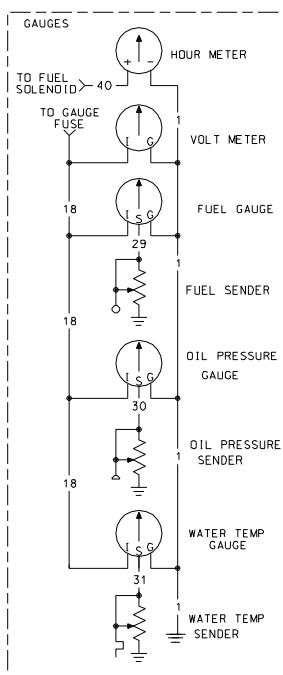 GAUGES
+ -
HOUR METER
TO FUEL
SOLENOID
40
TO GAUGE
FUSE
1
I G
VOLT METER
I S G
18
FUEL GAUGE
29
1
FUEL SENDER
18
OIL PRESSURE
GAUGE
I S G
30
OIL PRESSURE
SENDER
1
18
I S G
WATER TEMP
GAUGE
31
1
WATER TEMP
SENDER